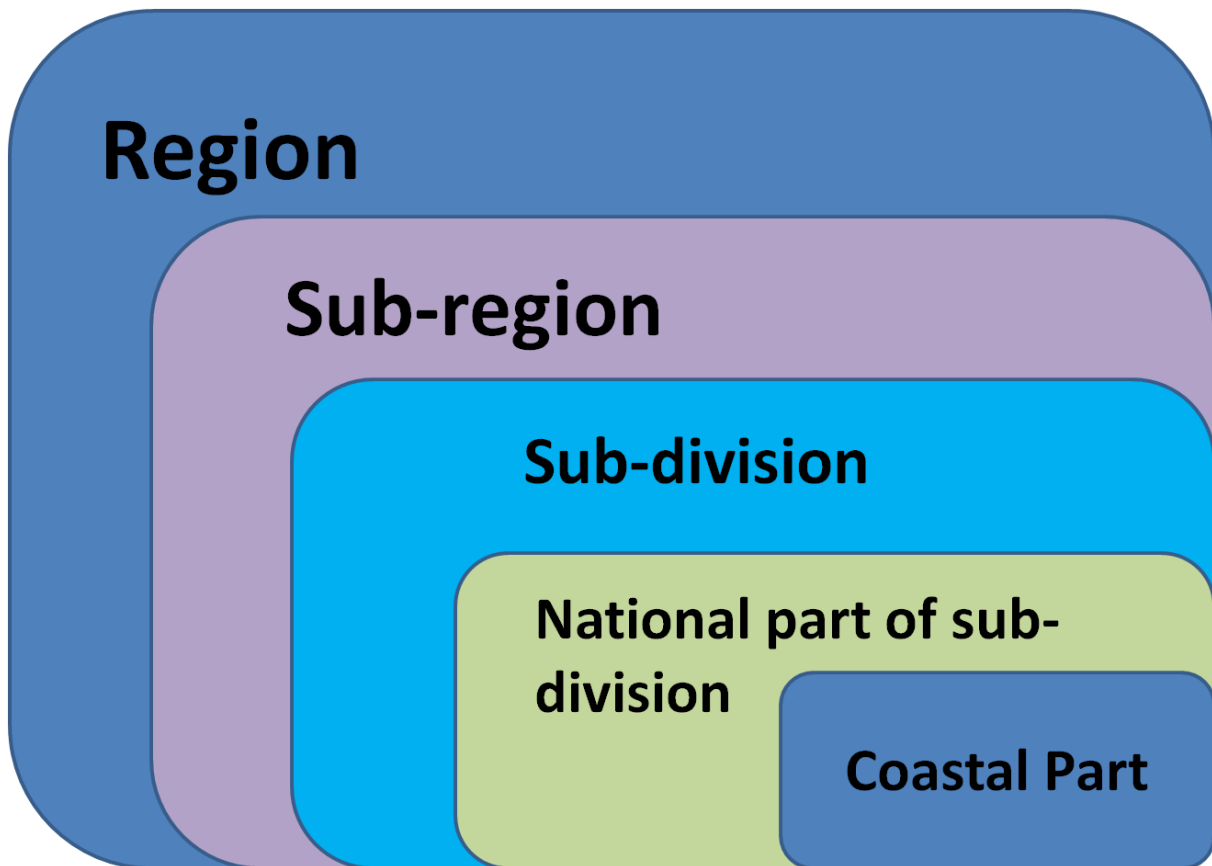 Region
Sub-region
Sub-division
National part of sub-
division
Coastal Part